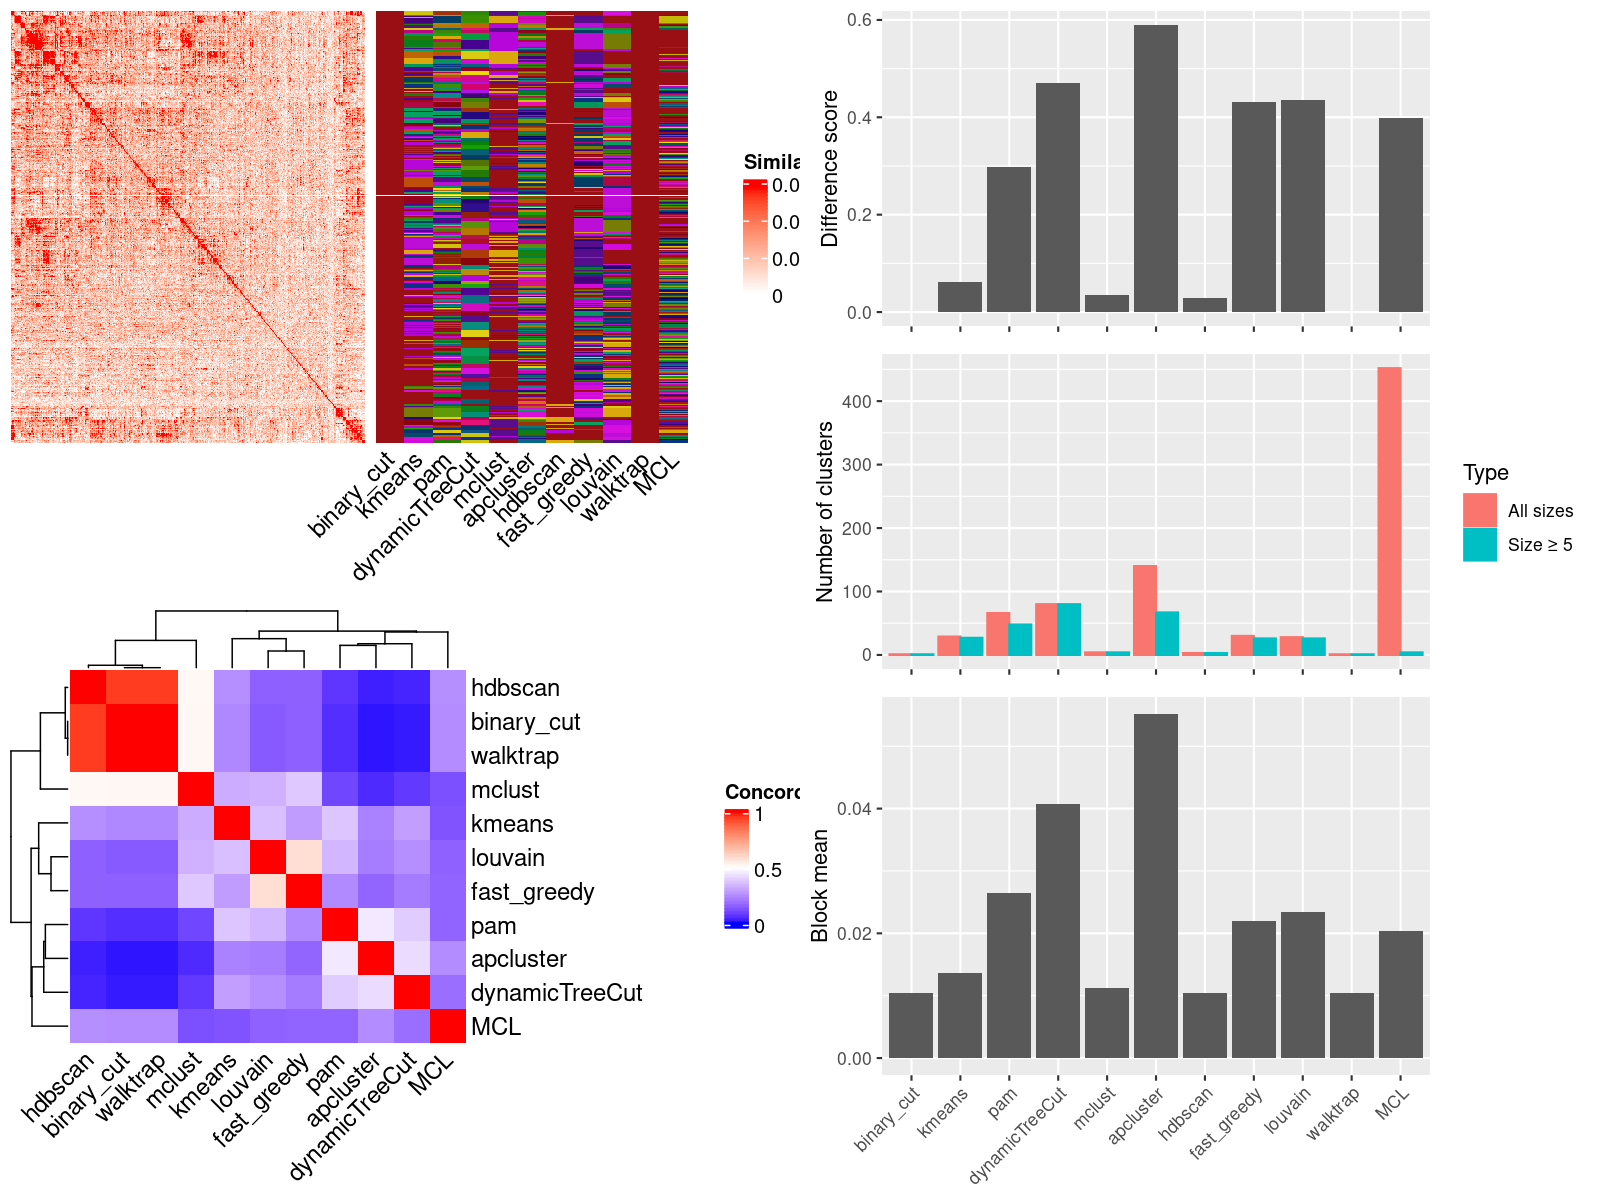 Simila
0.0
0.0
0.0
0
binary_cut
kmeans
pam
dynamicTreeCut
mclust
apcluster
hdbscan
fast_greedy
louvain
walktrap
MCL
hdbscan
binary_cut
walktrap
mclust
kmeans
louvain
fast_greedy
pam
apcluster
dynamicTreeCut
MCL
Concord
1
0.5
0
hdbscan
binary_cut
walktrap
mclust
kmeans
louvain
fast_greedy
pam
apcluster
dynamicTreeCut
MCL
Difference score
0.6
0.4
0.2
0.0
Number of clusters
400
300
200
100
0
Type
All sizes
Size ≥ 5
Block mean
0.04
0.02
0.00
binary_cut
kmeans
pam
dynamicTreeCut
mclust
apcluster
hdbscan
fast_greedy
louvain
walktrap
MCL